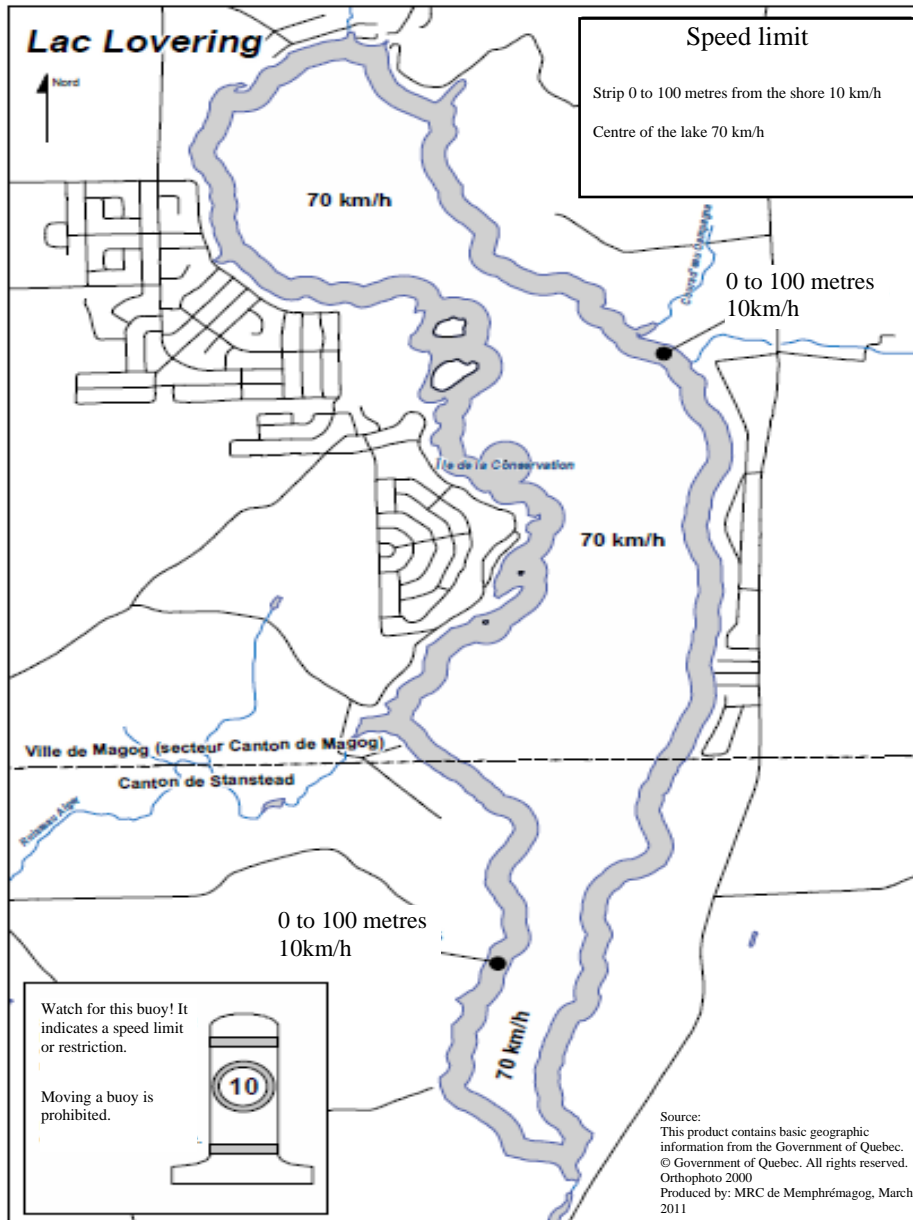 Lac Lovering
Nord
Speed limit
Strip 0 to 100 metres from the shore 10 km/h
Centre of the lake 70 km/h
70 km/h
0 to 100 metres
10km/h
Île de la Conservation
70 km/h
Ville de Magog (secteur Canton de Magog)
Canton de Stanstead
Ruisseau Alger
0 to 100 metres
10km/h
70 km/h
Watch for this buoy! It
indicates a speed limit
or restriction.
Moving a buoy is
prohibited.
10
Source:
This product contains basic geographic
information from the Government of Quebec.
© Government of Quebec. All rights reserved.
Orthophoto 2000
Produced by: MRC de Memphrémagog, March
2011